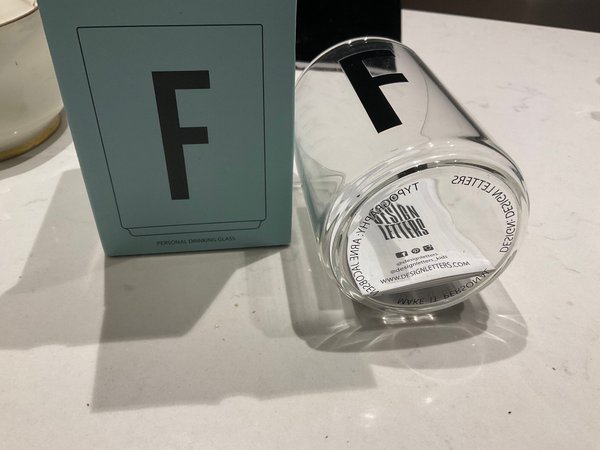 F
PERSONAL DRINKING GLASS
F
TYPOGRAPHY: ARNE JACOBSEN
DESIGN: DESIGN LETTERS
DESIGN
LETTERS
@designletters
@designletters_kids
WWW.DESIGNLETTERS.COM
MAKE IT PERSONAL